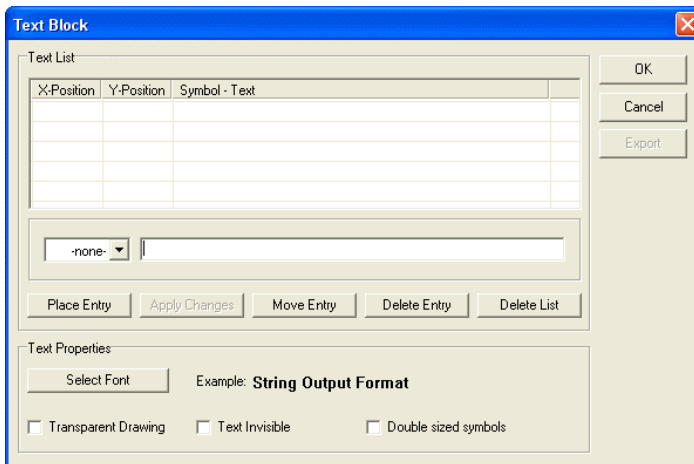 Text Block
Text List
X-Position Y-Position Symbol - Text
OK
Cancel
Export
-none-
Place Entry Apply Changes Move Entry Delete Entry Delete List
Text Properties
Select Font Example: String Output Format
Transparent Drawing Text Invisible Double sized symbols